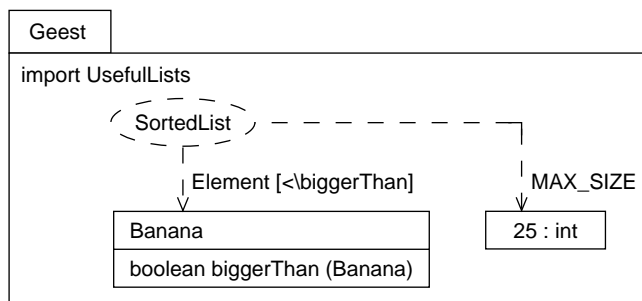 Geest
import UsefulLists
SortedList
Element [<\biggerThan]
MAX_SIZE
Banana
25 : int
boolean biggerThan (Banana)